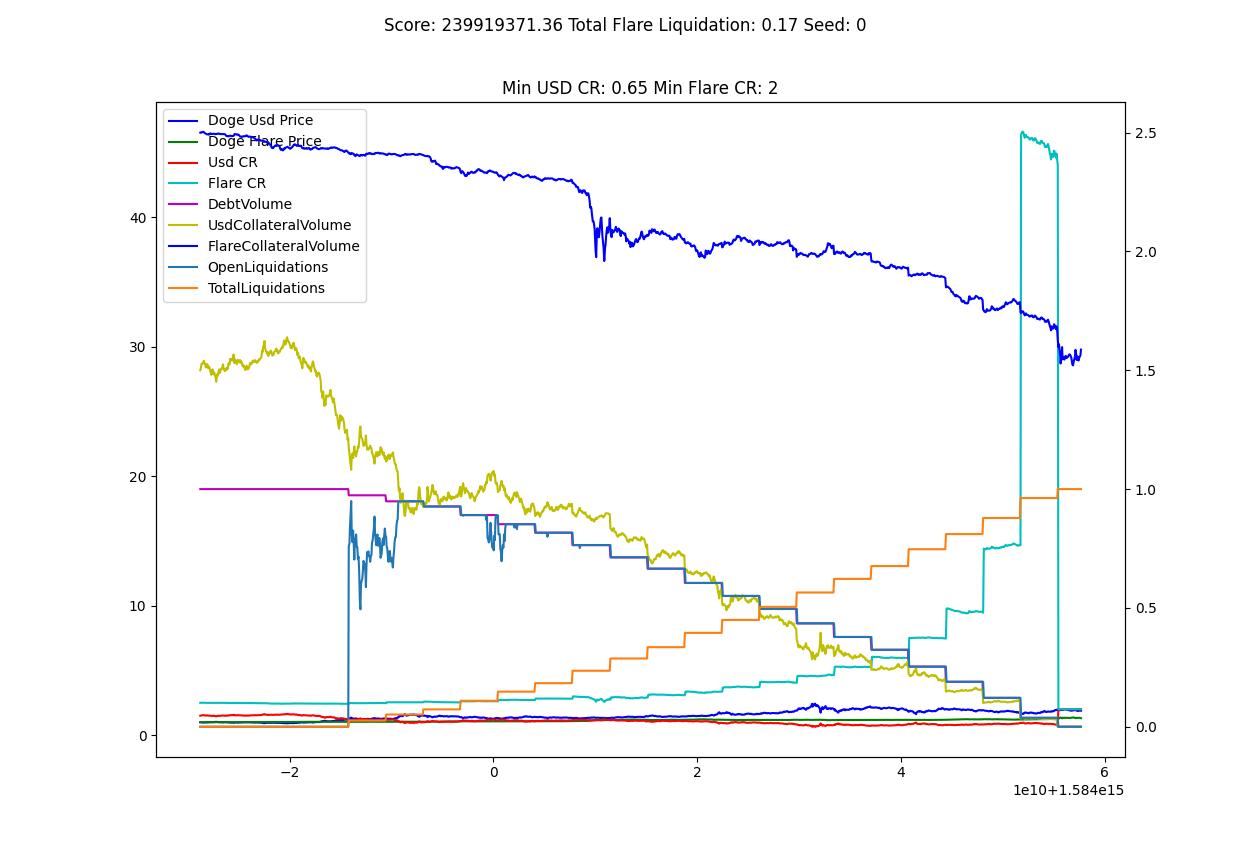 Score: 239919371.36 Total Flare Liquidation: 0.17 Seed: 0
Min USD CR: 0.65 Min Flare CR: 2
Doge Usd Price
Doge Flare Price
Usd CR
Flare CR
DebtVolume
UsdCollateralVolume
FlareCollateralVolume
OpenLiquidations
TotalLiquidations
40
30
20
10
0
2.5
2.0
1.5
1.0
0.5
0.0
−2
0
2
4
6
1e10+1.584e15